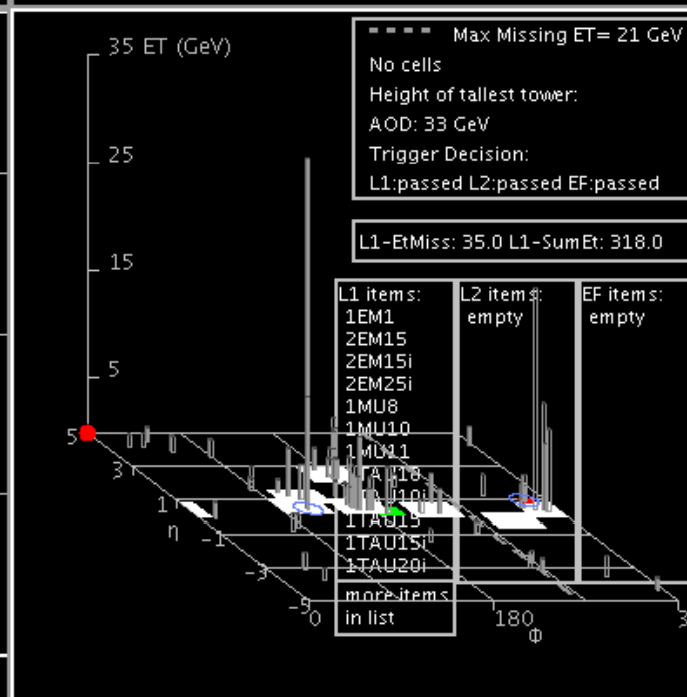 35 ET (GeV)
25
15
5
5
3
1
-1
-3
-5
η
0
180
Φ
3
Max Missing ET= 21 GeV
No cells
Height of tallest tower:
AOD: 33 GeV
Trigger Decision:
L1:passed L2:passed EF:passed
L1-EtMiss: 35.0 L1-SumEt: 318.0
L1 items:
1EM1
2EM15
2EM15i
2EM25i
1MU8
1MU10
1MU11
1TAU15
1TAU15i
1TAU20i
more items
in list
L2 items:
empty
EF items:
empty